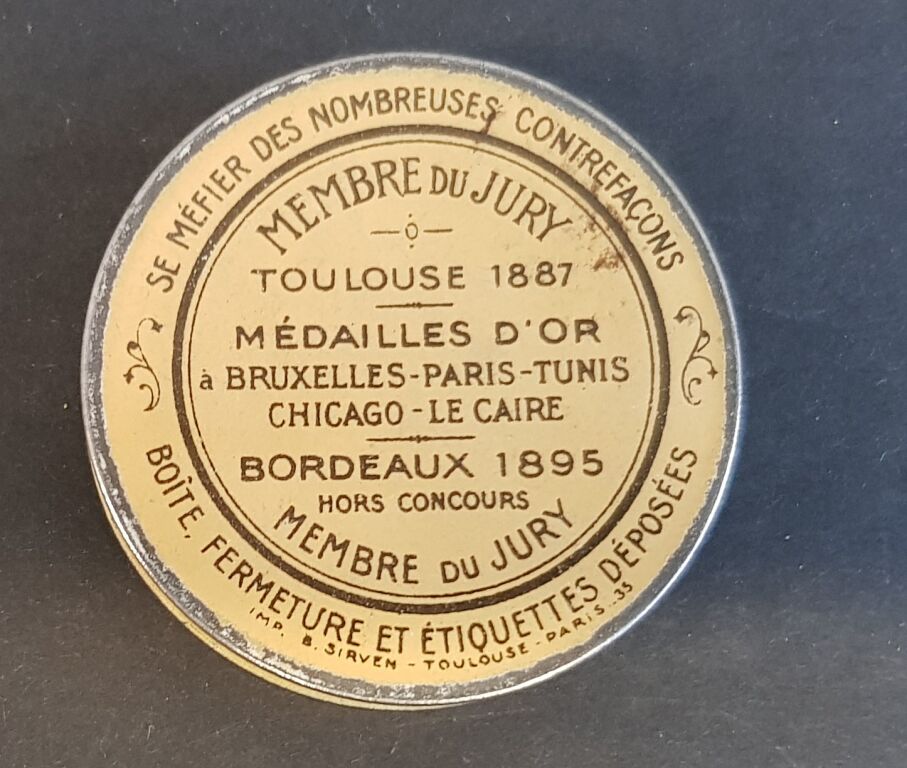 SE MÉFIER DES NOMBREUSES CONTREFAÇONS
MEMBRE DU JURY
TOULOUSE 1887
MÉDAILLES D'OR
à BRUXELLES-PARIS-TUNIS
CHICAGO-LE CAIRE
BORDEAUX 1895
HORS CONCOURS
MEMBRE DU JURY
BOÎTE, FERMETURE ET ÉTIQUETTES DÉPOSÉES
IMP. B. SIRVEN - TOULOUSE - PARIS. 35